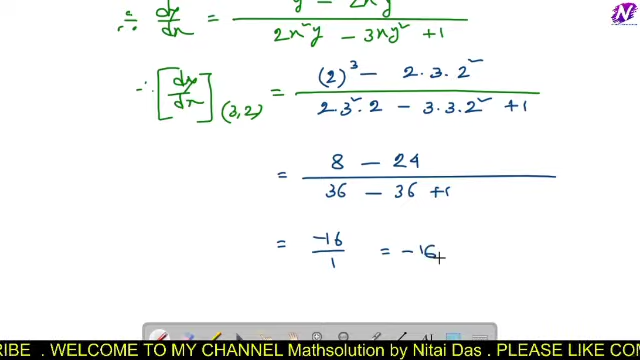 ∴ dy/dx = y³ − 2xy² / 2x²y − 3xy² + 1
∴ [dy/dx](3,2) = (2)³ − 2.3.2² / 2.3².2 − 3.3.2² + 1
= 8 − 24 / 36 − 36 + 1
= −16 / 1 = −16
RIBE . WELCOME TO MY CHANNEL Mathsolution by Nitai Das . PLEASE LIKE CO